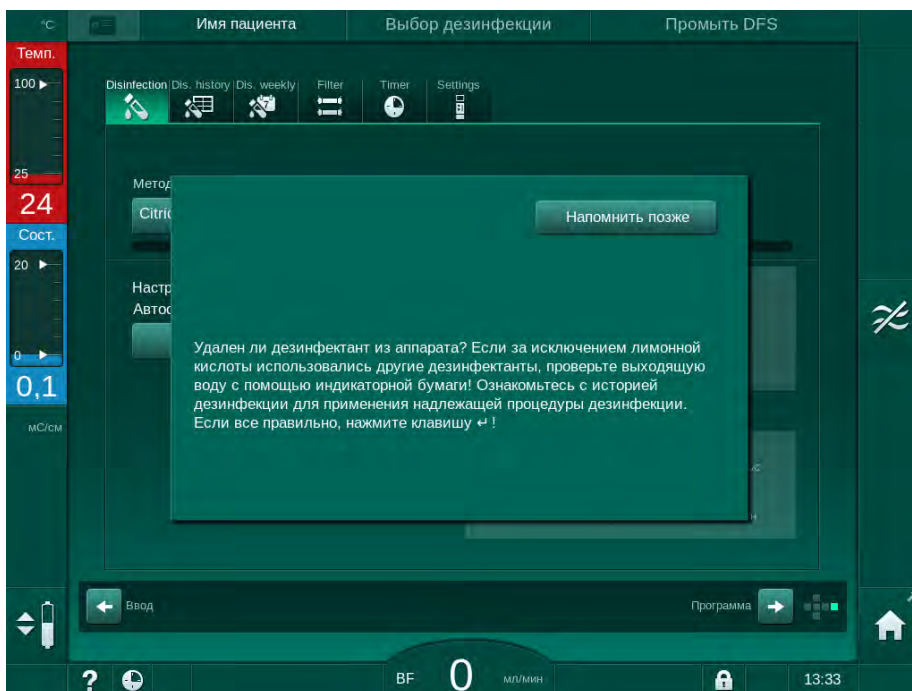 °C
Имя пациента
Выбор дезинфекции
Промыть DFS
Темп.
100
25
24
Сост.
20
0
0,1
мС/см
Disinfection
Dis. history
Dis. weekly
Filter
Timer
Settings
7
Метод
Citric
Напомнить позже
Настр
Автос
Удален ли дезинфектант из аппарата? Если за исключением лимонной
кислоты использовались другие дезинфектанты, проверьте выходящую
воду с помощью индикаторной бумаги! Ознакомьтесь с историей
дезинфекции для применения надлежащей процедуры дезинфекции.
Если все правильно, нажмите клавишу ↵ !
Ввод
Программа
?
BF
0
мл/мин
13:33